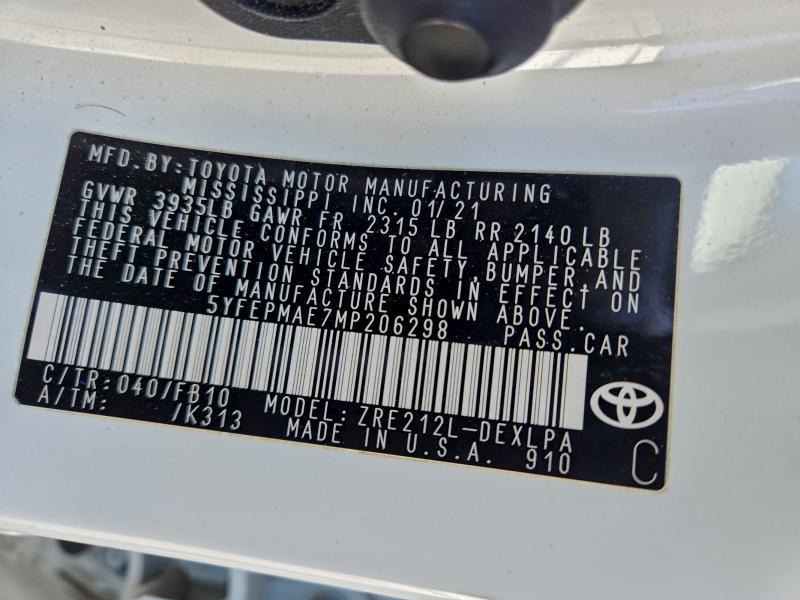 MFD. BY: TOYOTA MOTOR MANUFACTURING
MISSISSIPPI INC. 01/21
GVWR 3935LB GAWR FR 2315 LB RR 2140 LB
THIS VEHICLE CONFORMS TO ALL APPLICABLE
FEDERAL MOTOR VEHICLE SAFETY, BUMPER, AND
THEFT PREVENTION STANDARDS IN EFFECT ON
THE DATE OF MANUFACTURE SHOWN ABOVE.
5YFEPMAE7MP206298 PASS. CAR
C/TR: 040/FB10 MODEL: ZRE212L-DEXLPA
A/TM: /K313 MADE IN U.S.A. 910
C